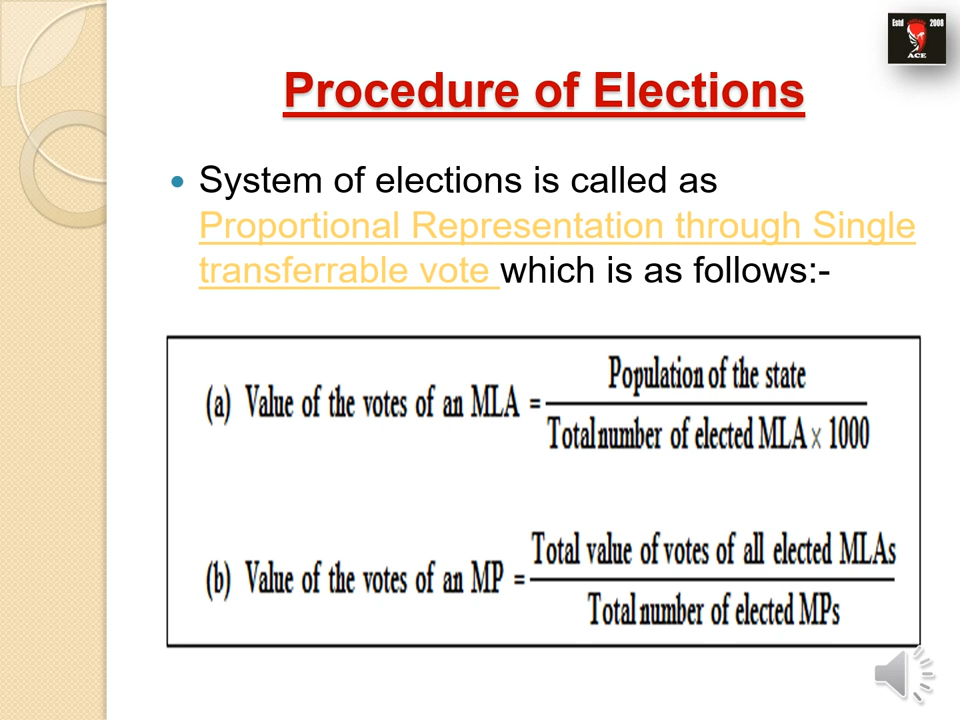 Estd 2008
ACE
Procedure of Elections
System of elections is called as
Proportional Representation through Single
transferrable vote which is as follows:-
(a) Value of the votes of an MLA = Population of the state
Total number of elected MLA × 1000
(b) Value of the votes of an MP = Total value of votes of all elected MLAs
Total number of elected MPs